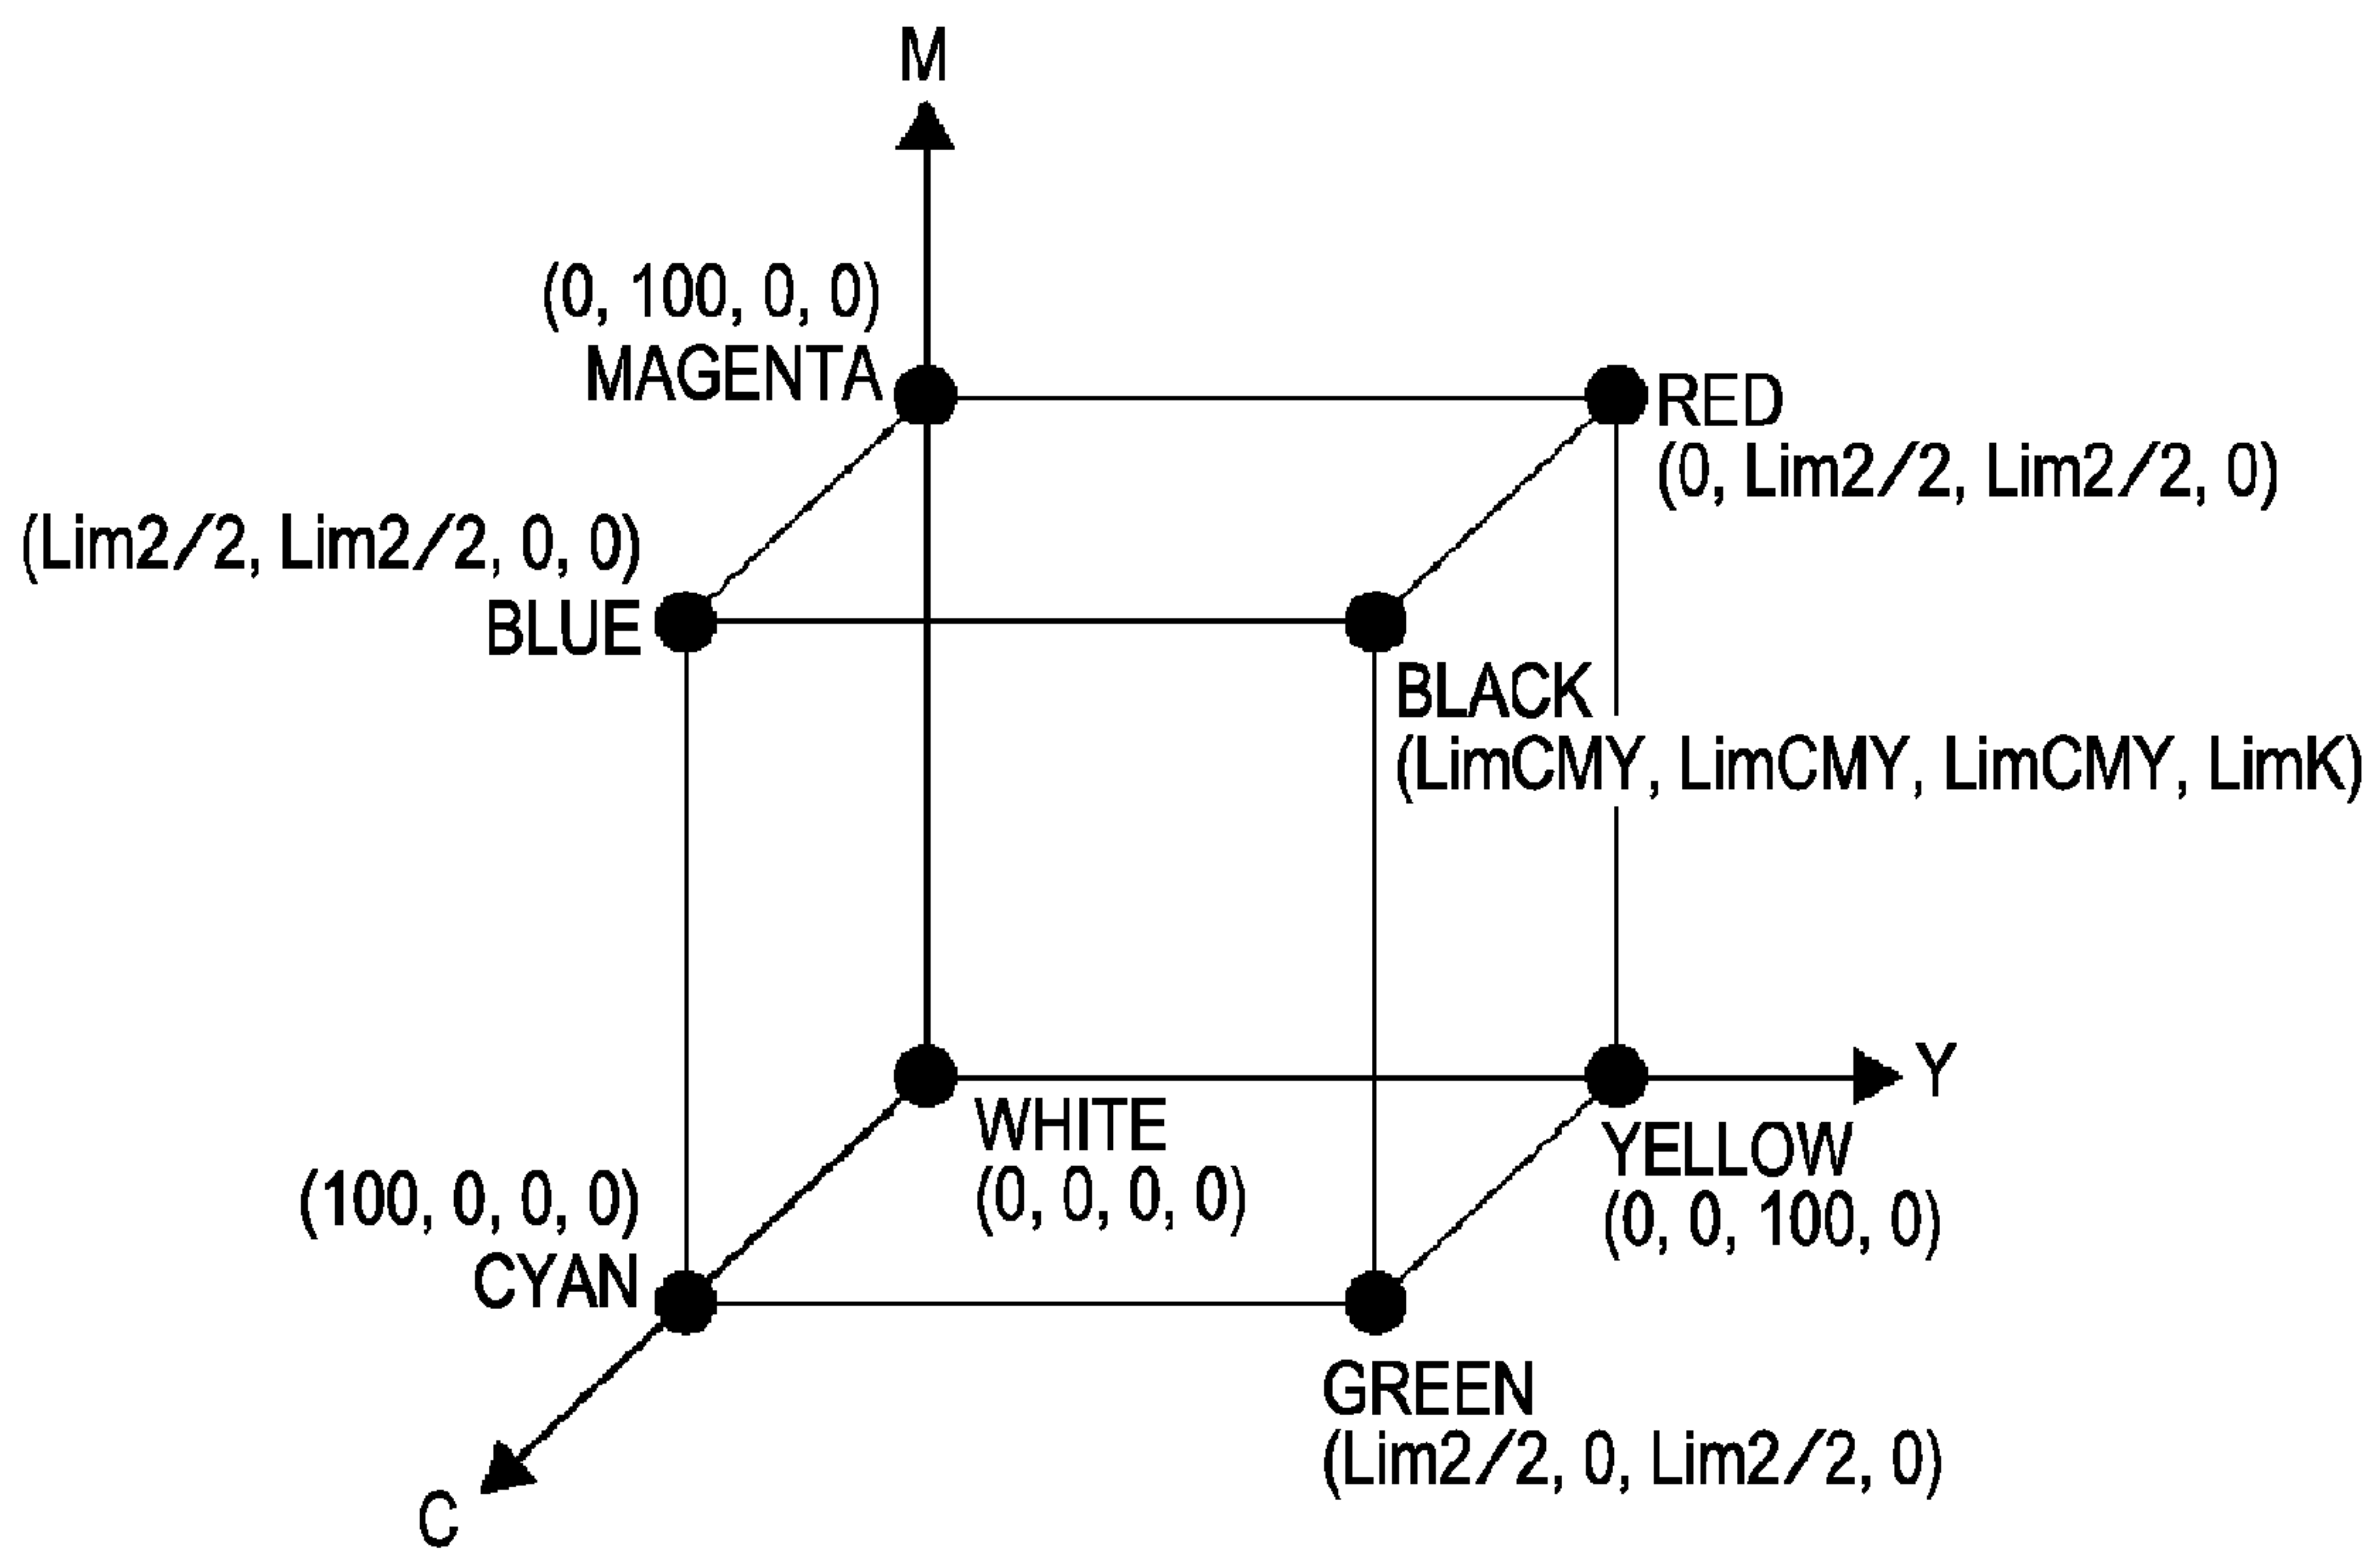 M
(0, 100, 0, 0)
MAGENTA
RED
(0, Lim2/2, Lim2/2, 0)
(Lim2/2, Lim2/2, 0, 0)
BLUE
BLACK
(LimCMY, LimCMY, LimCMY, LimK)
Y
WHITE
(0, 0, 0, 0)
YELLOW
(0, 0, 100, 0)
(100, 0, 0, 0)
CYAN
GREEN
(Lim2/2, 0, Lim2/2, 0)
C